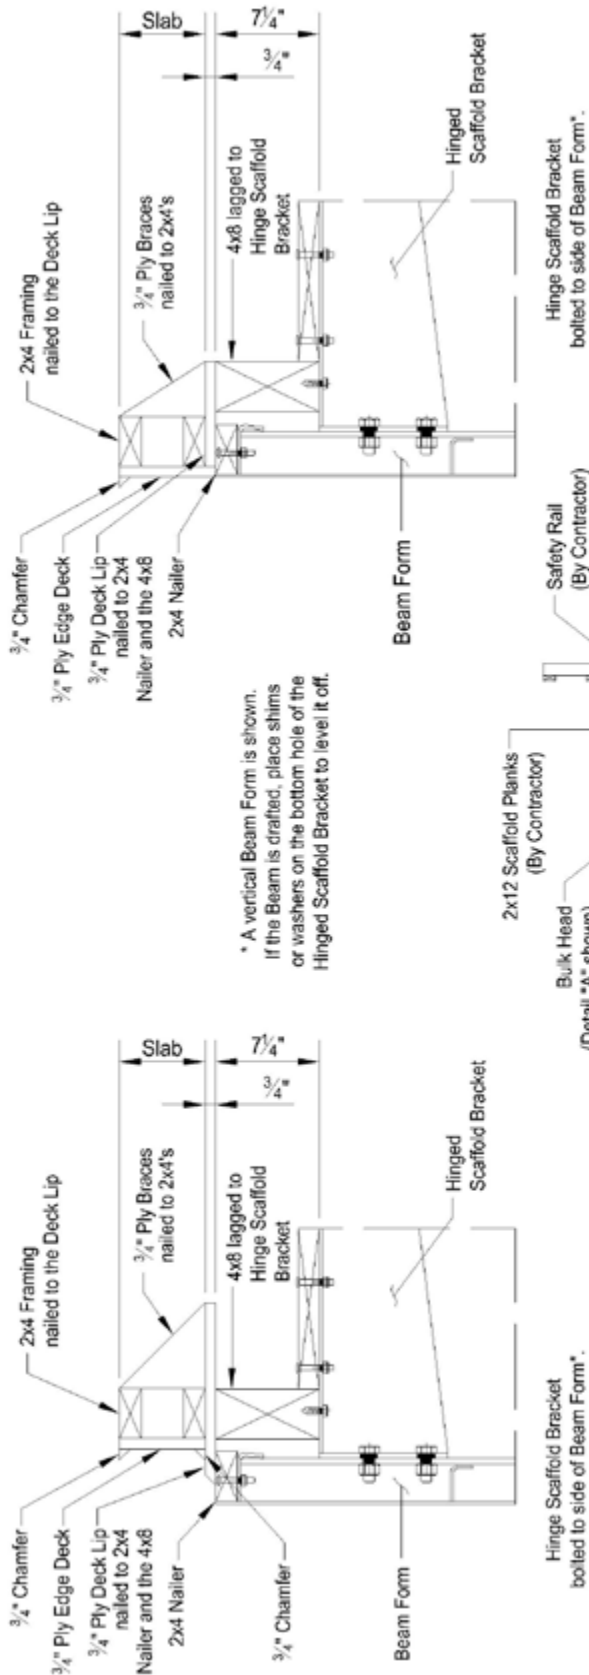 3/4" Chamfer
3/4" Ply Edge Deck
3/4" Ply Deck Lip
nailed to 2x4
Nailer and the 4x8
2x4 Nailer
3/4" Chamfer
Beam Form
2x4 Framing
nailed to the Deck Lip
3/4" Ply Braces
nailed to 2x4's
4x8 lagged to
Hinge Scaffold
Bracket
Slab
3/4"
7 1/4"
Hinged
Scaffold Bracket
Hinge Scaffold Bracket
bolted to side of Beam Form*.
* A vertical Beam Form is shown.
If the Beam is drafted, place shims
or washers on the bottom hole of the
Hinged Scaffold Bracket to level it off.
3/4" Chamfer
3/4" Ply Edge Deck
3/4" Ply Deck Lip
nailed to 2x4
Nailer and the 4x8
2x4 Nailer
Beam Form
2x4 Framing
nailed to the Deck Lip
3/4" Ply Braces
nailed to 2x4's
4x8 lagged to
Hinge Scaffold
Bracket
Slab
3/4"
7 1/4"
Hinged
Scaffold Bracket
Hinge Scaffold Bracket
bolted to side of Beam Form*.
2x12 Scaffold Planks
(By Contractor)
Bulk Head
(Detail "A" shown)
Safety Rail
(By Contractor)